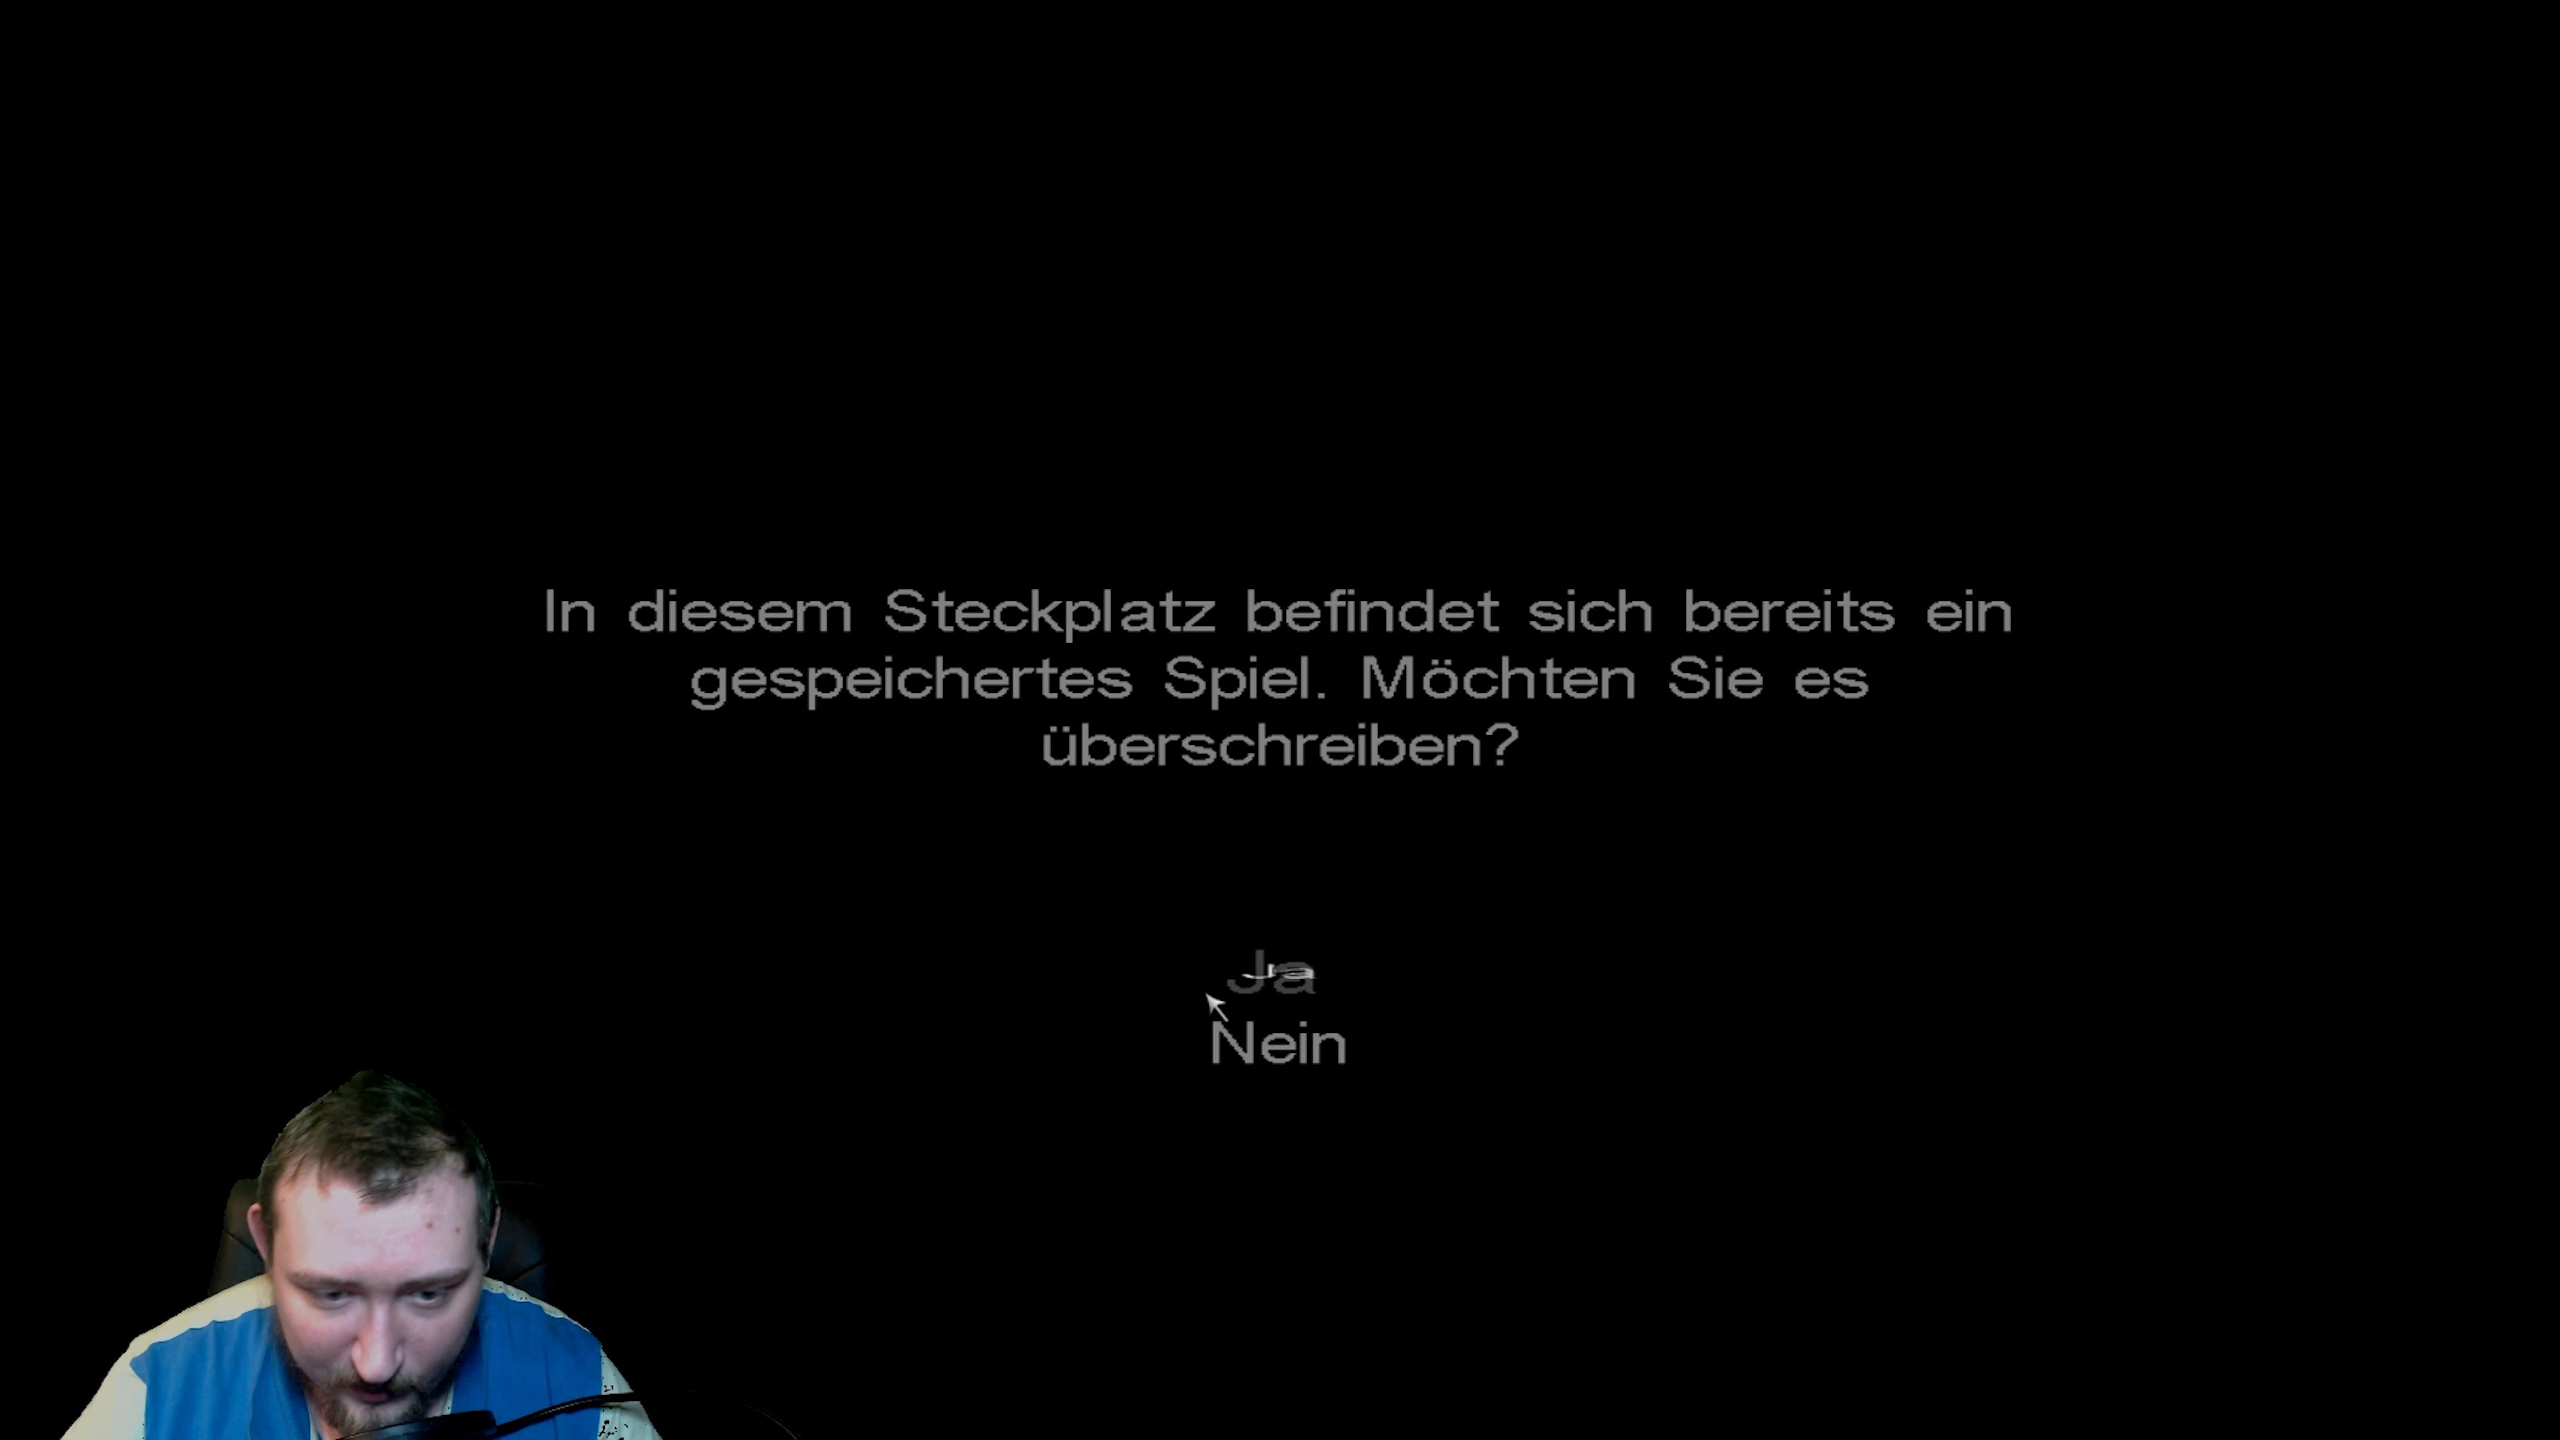 In diesem Steckplatz befindet sich bereits ein
gespeichertes Spiel. Möchten Sie es
überschreiben?
Ja
Nein